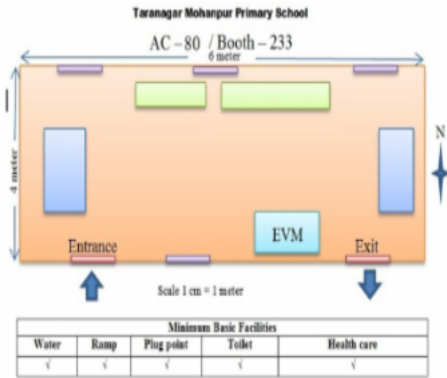 Taranagar Mohanpur Primary School
AC – 80 / Booth – 233
6 meter
4 meter
N
EVM
Entrance
Exit
Scale 1 cm = 1 meter
Minimum Basic Facilities
Water Ramp Plug point Toilet Health care
√ √ √ √ √